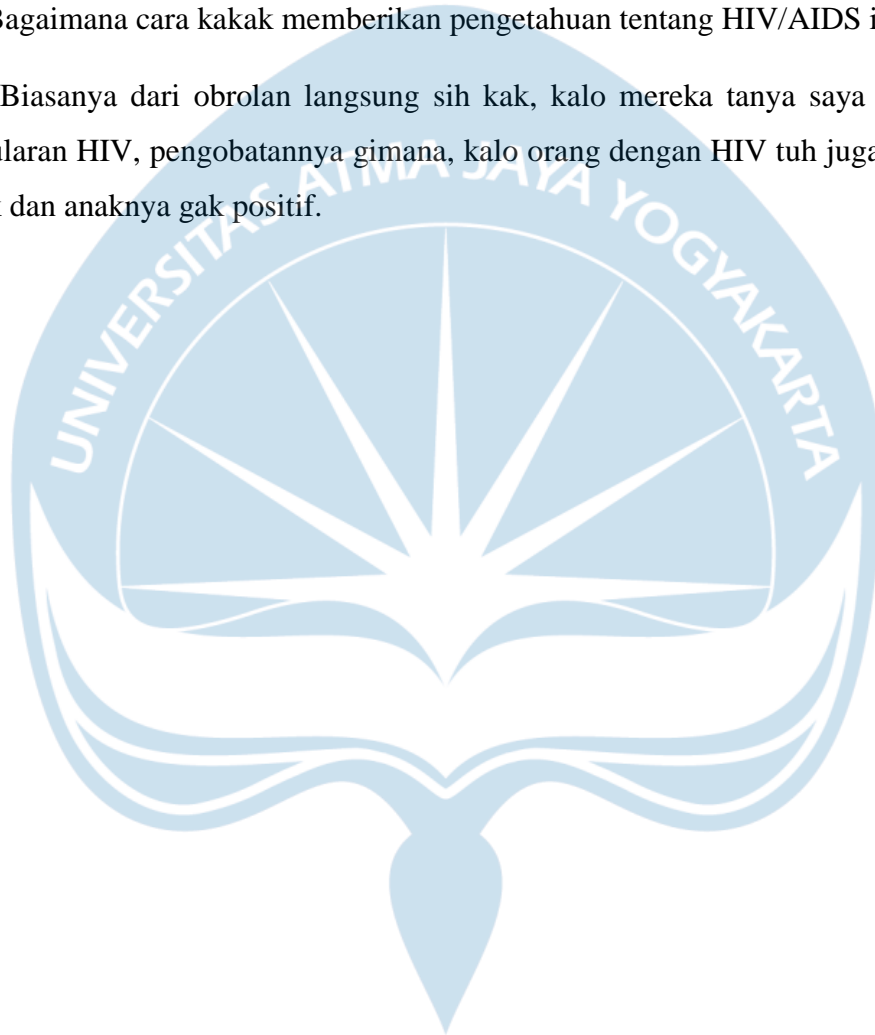 Bagaimana cara kakak memberikan pengetahuan tentang HIV/AIDS i
Biasanya dari obrolan langsung sih kak, kalo mereka tanya saya
ularan HIV, pengobatannya gimana, kalo orang dengan HIV tuh juga
dan anaknya gak positif.
UNIVERSITAS ATMA JAYA YOGYAKARTA